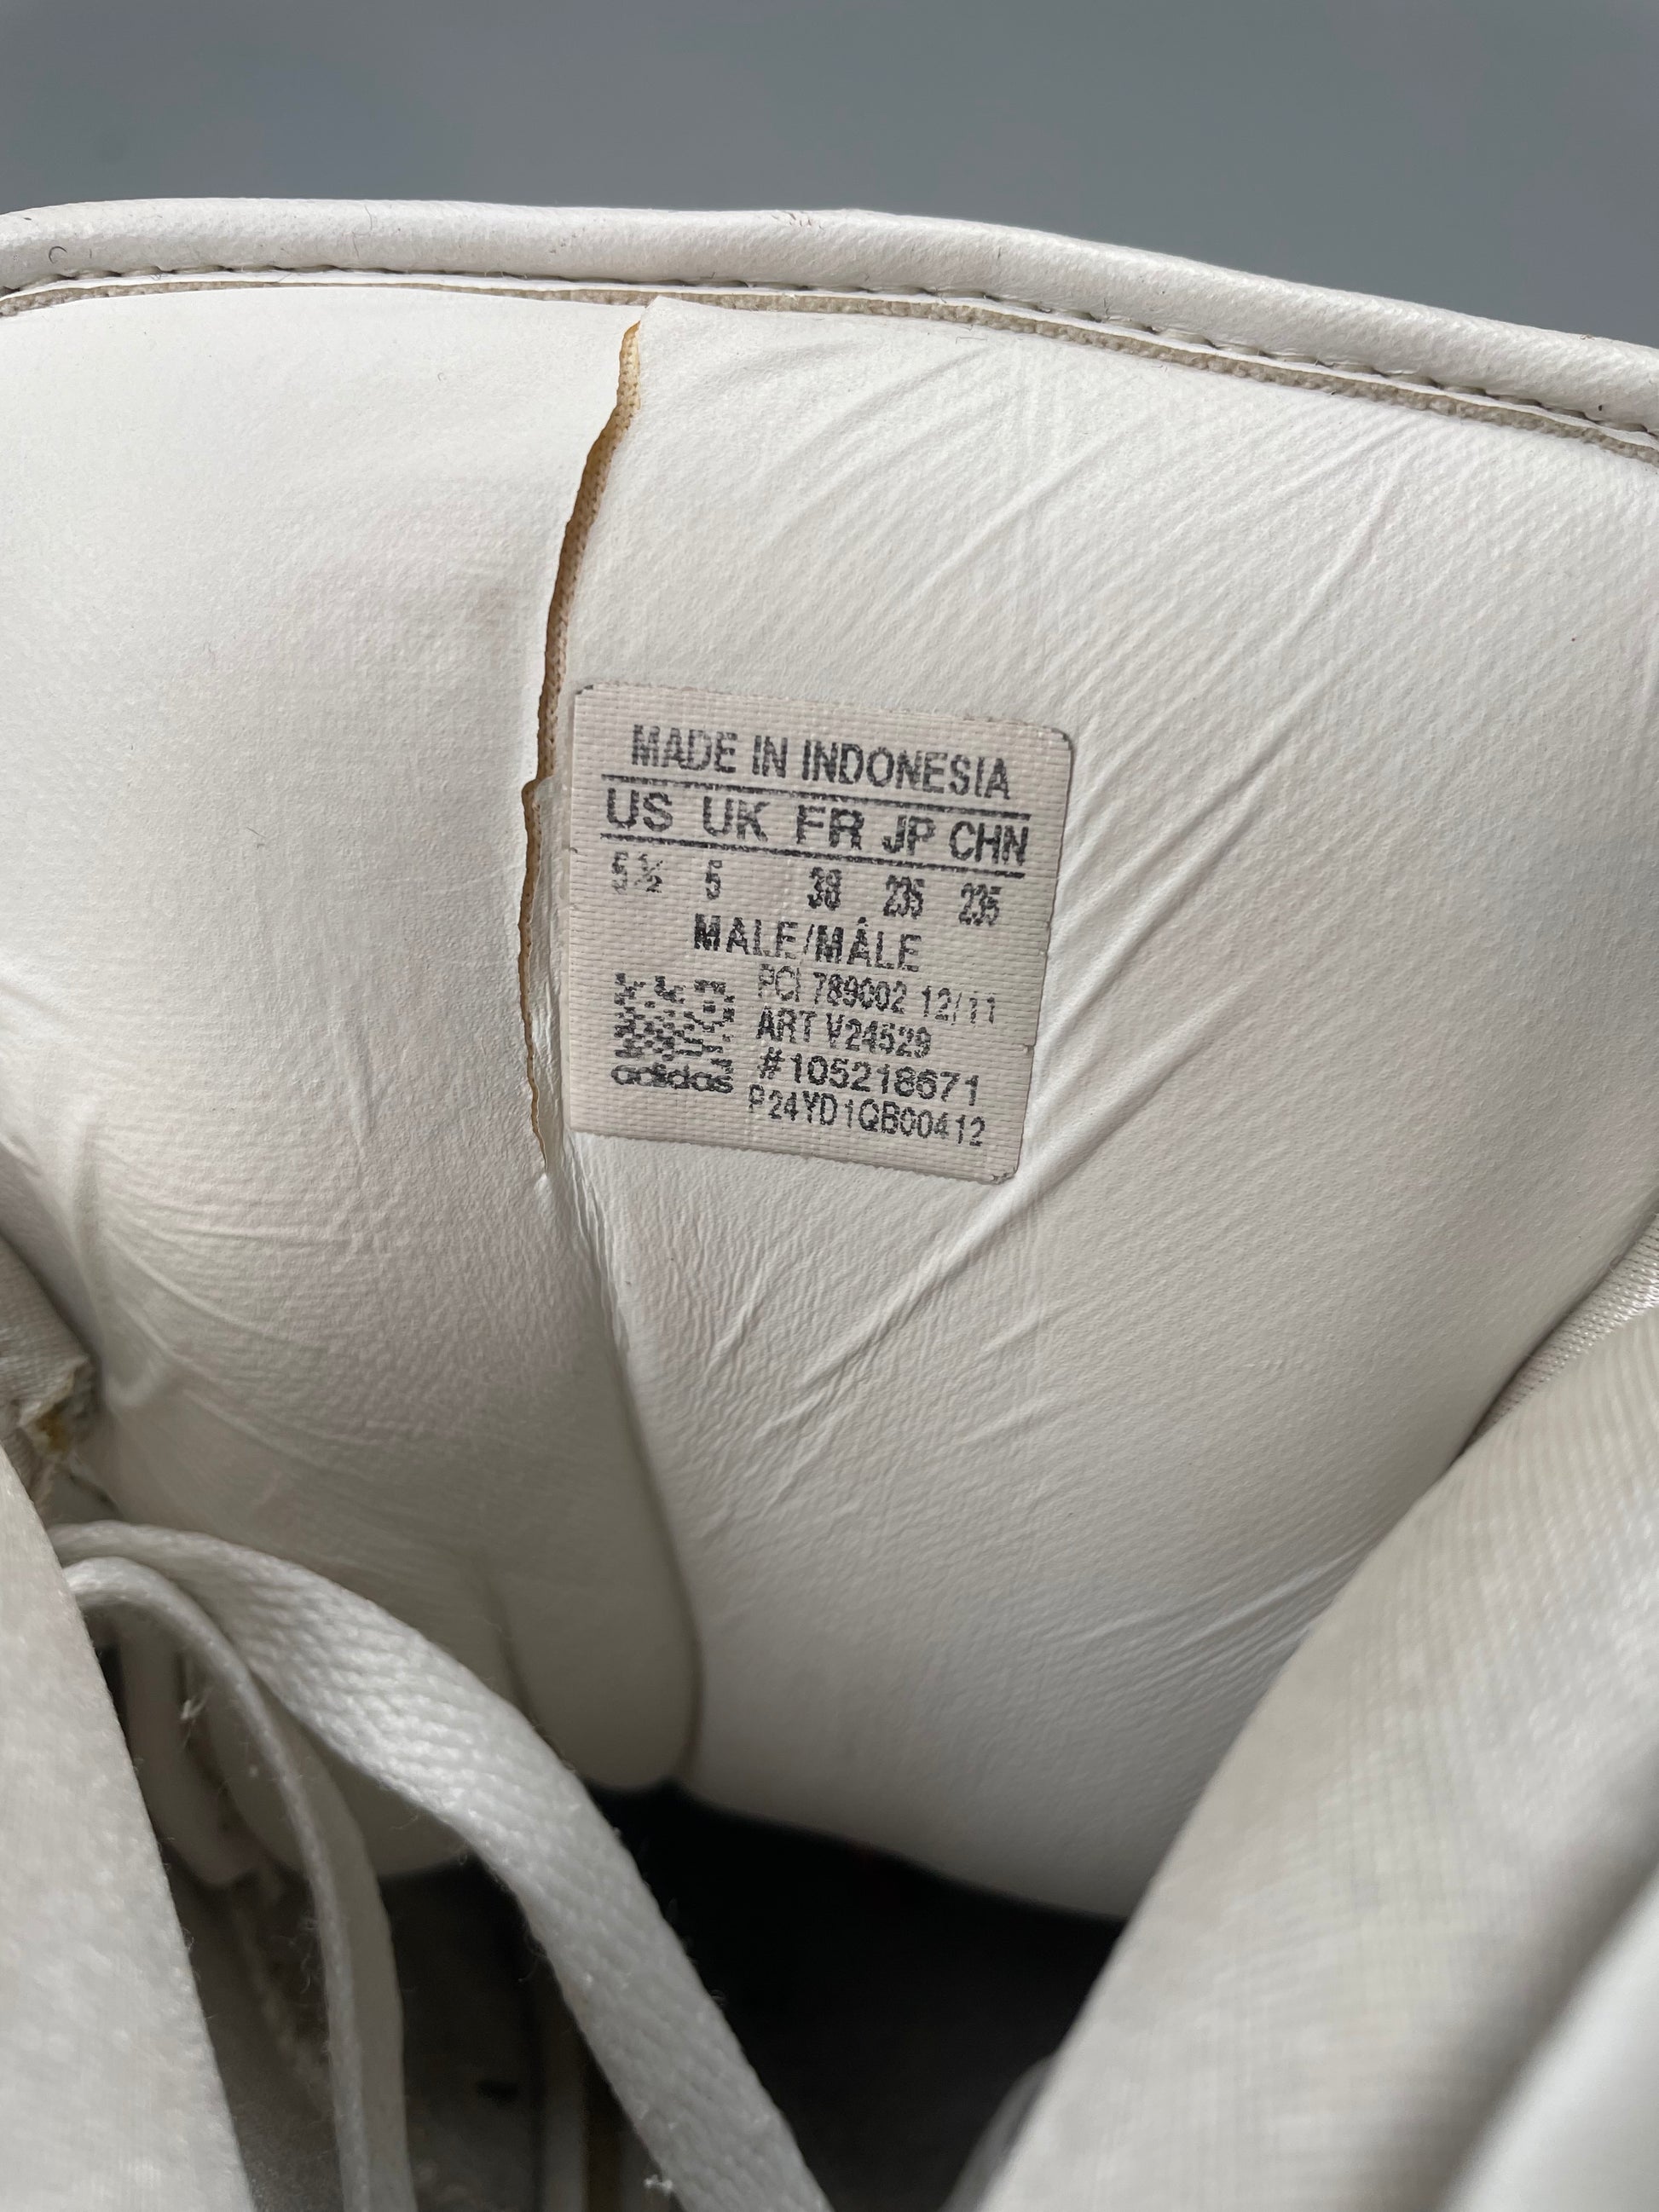 MADE IN INDONESIA
US UK FR JP CHN
5½ 5 38 235 235
MALE/MÂLE
PCI 789002 12/11
ART V24529
#105218671
adidas P24YD1QB00412